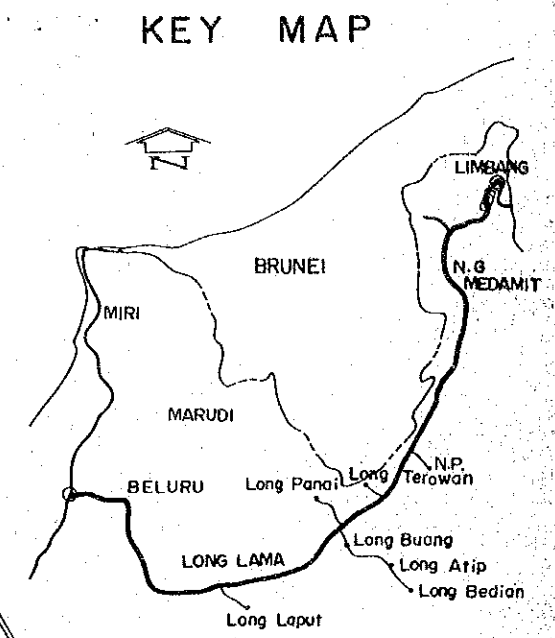 KEY MAP
N
LIMBANG
BRUNEI
N.G
MEDAMIT
MIRI
MARUDI
BELURU
Long Panai
Long Terawan
N.P.
Long Buang
LONG LAMA
Long Atip
Long Bedian
Long Laput